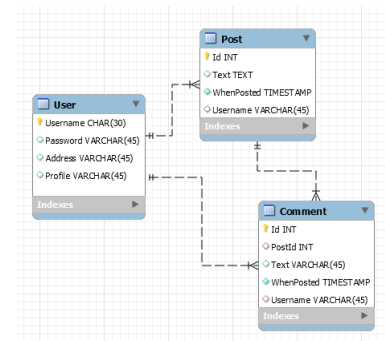 Post
Id INT
Text TEXT
WhenPosted TIMESTAMP
Username VARCHAR(45)
Indexes
User
Username CHAR(30)
Password VARCHAR(45)
Address VARCHAR(45)
Profile VARCHAR(45)
Indexes
Comment
Id INT
PostId INT
Text VARCHAR(45)
WhenPosted TIMESTAMP
Username VARCHAR(45)
Indexes